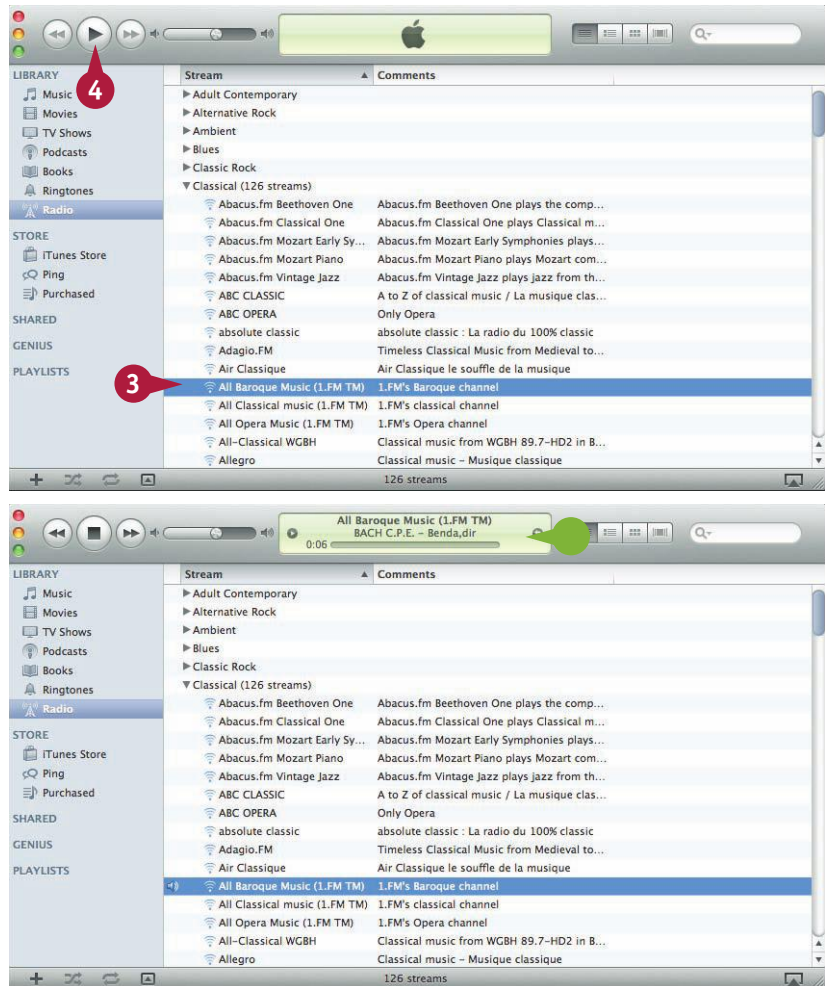 LIBRARY Stream Comments
Music 4 Adult Contemporary
Movies Alternative Rock
TV Shows Ambient
Podcasts Blues
Books Classic Rock
Ringtones Classical (126 streams)
Radio Abacus.fm Beethoven One Abacus.fm Beethoven One plays the comp...
Abacus.fm Classical One Abacus.fm Classical One plays Classical m...
STORE Abacus.fm Mozart Early Sy... Abacus.fm Mozart Early Symphonies plays...
iTunes Store Abacus.fm Mozart Piano Abacus.fm Mozart Piano plays Mozart com...
Ping Abacus.fm Vintage Jazz Abacus.fm Vintage Jazz plays jazz from th...
Purchased ABC CLASSIC A to Z of classical music / La musique clas...
SHARED ABC OPERA Only Opera
absolute classic absolute classic : La radio du 100% classic
GENIUS Adagio.FM Timeless Classical Music from Medieval to...
PLAYLISTS Air Classique Air Classique le souffle de la musique
3 All Baroque Music (1.FM TM) 1.FM's Baroque channel
All Classical music (1.FM TM) 1.FM's classical channel
All Opera Music (1.FM TM) 1.FM's Opera channel
All-Classical WGBH Classical music from WGBH 89.7-HD2 in B...
Allegro Classical music – Musique classique
126 streams
All Baroque Music (1.FM TM)
BACH C.P.E. – Benda,dir
0:06
LIBRARY Stream Comments
Music Adult Contemporary
Movies Alternative Rock
TV Shows Ambient
Podcasts Blues
Books Classic Rock
Ringtones Classical (126 streams)
Radio Abacus.fm Beethoven One Abacus.fm Beethoven One plays the comp...
Abacus.fm Classical One Abacus.fm Classical One plays Classical m...
STORE Abacus.fm Mozart Early Sy... Abacus.fm Mozart Early Symphonies plays...
iTunes Store Abacus.fm Mozart Piano Abacus.fm Mozart Piano plays Mozart com...
Ping Abacus.fm Vintage Jazz Abacus.fm Vintage Jazz plays jazz from th...
Purchased ABC CLASSIC A to Z of classical music / La musique clas...
SHARED ABC OPERA Only Opera
absolute classic absolute classic : La radio du 100% classic
GENIUS Adagio.FM Timeless Classical Music from Medieval to...
PLAYLISTS Air Classique Air Classique le souffle de la musique
All Baroque Music (1.FM TM) 1.FM's Baroque channel
All Classical music (1.FM TM) 1.FM's classical channel
All Opera Music (1.FM TM) 1.FM's Opera channel
All-Classical WGBH Classical music from WGBH 89.7-HD2 in B...
Allegro Classical music – Musique classique
126 streams